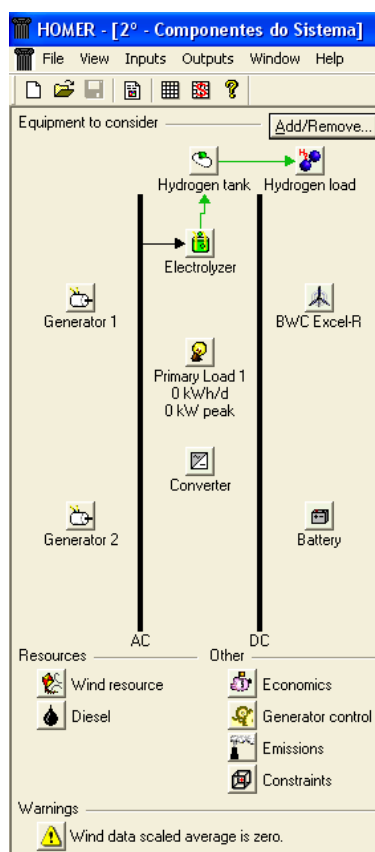 HOMER - [2º - Componentes do Sistema]
File View Inputs Outputs Window Help
Equipment to consider Add/Remove...
Hydrogen tank Hydrogen load
Electrolyzer
Generator 1 BWC Excel-R
Primary Load 1
0 kWh/d
0 kW peak
Converter
Generator 2 Battery
AC DC
Resources Other
Wind resource Economics
Diesel Generator control
Emissions
Constraints
Warnings
Wind data scaled average is zero.